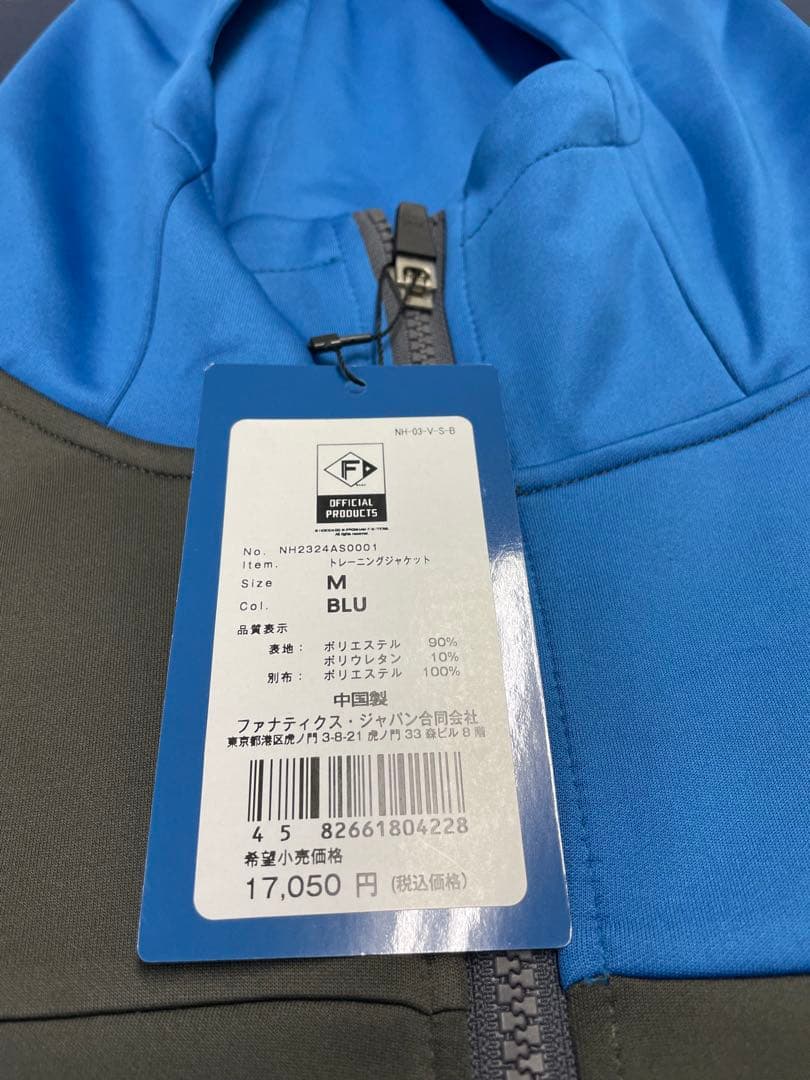 NH-03-V-S-B
F
OFFICIAL
PRODUCTS
All rights reserved.
No. NH2324AS0001
Item. トレーニングジャケット
Size M
Col. BLU
品質表示
表地： ポリエステル 90%
ポリウレタン 10%
別布： ポリエステル 100%
中国製
ファナティクス・ジャパン合同会社
東京都港区虎ノ門 3-8-21 虎ノ門 33 森ビル 8 階
45 82661804228
希望小売価格
17,050 円 (税込価格)